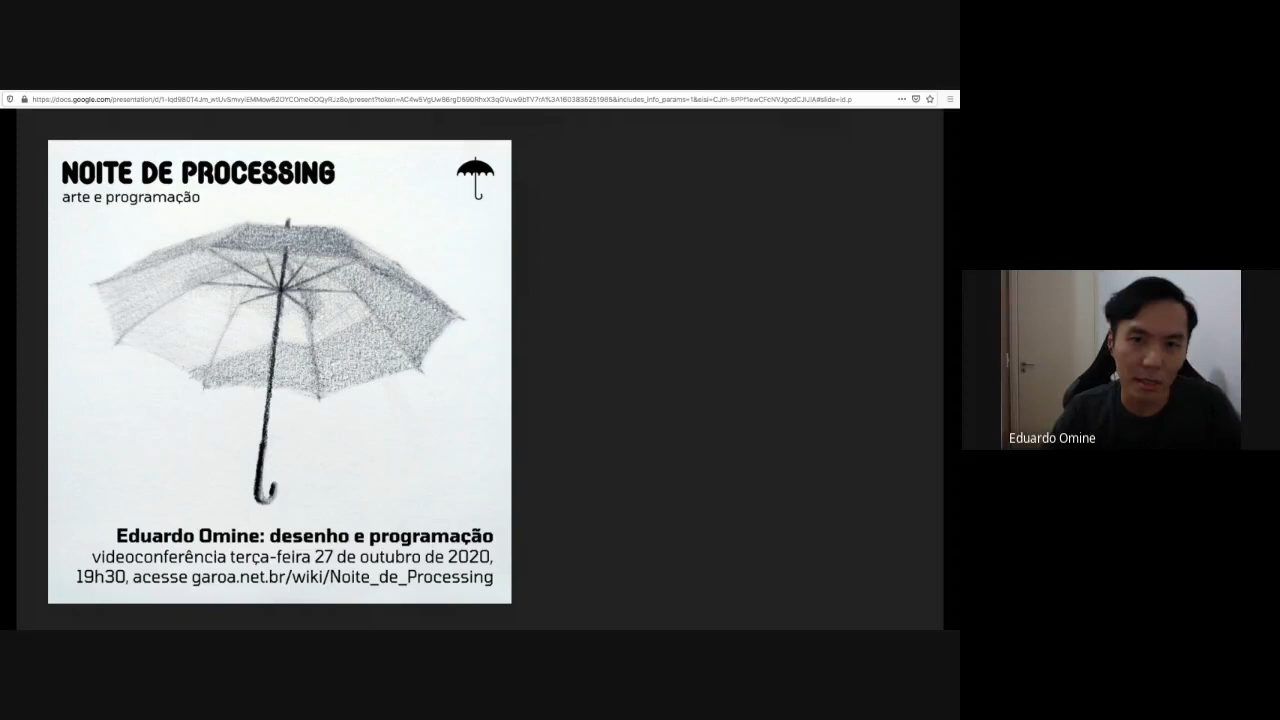 NOITE DE PROCESSING
arte e programação
Eduardo Omine: desenho e programação
videoconferência terça-feira 27 de outubro de 2020,
19h30, acesse garoa.net.br/wiki/Noite_de_Processing
Eduardo Omine